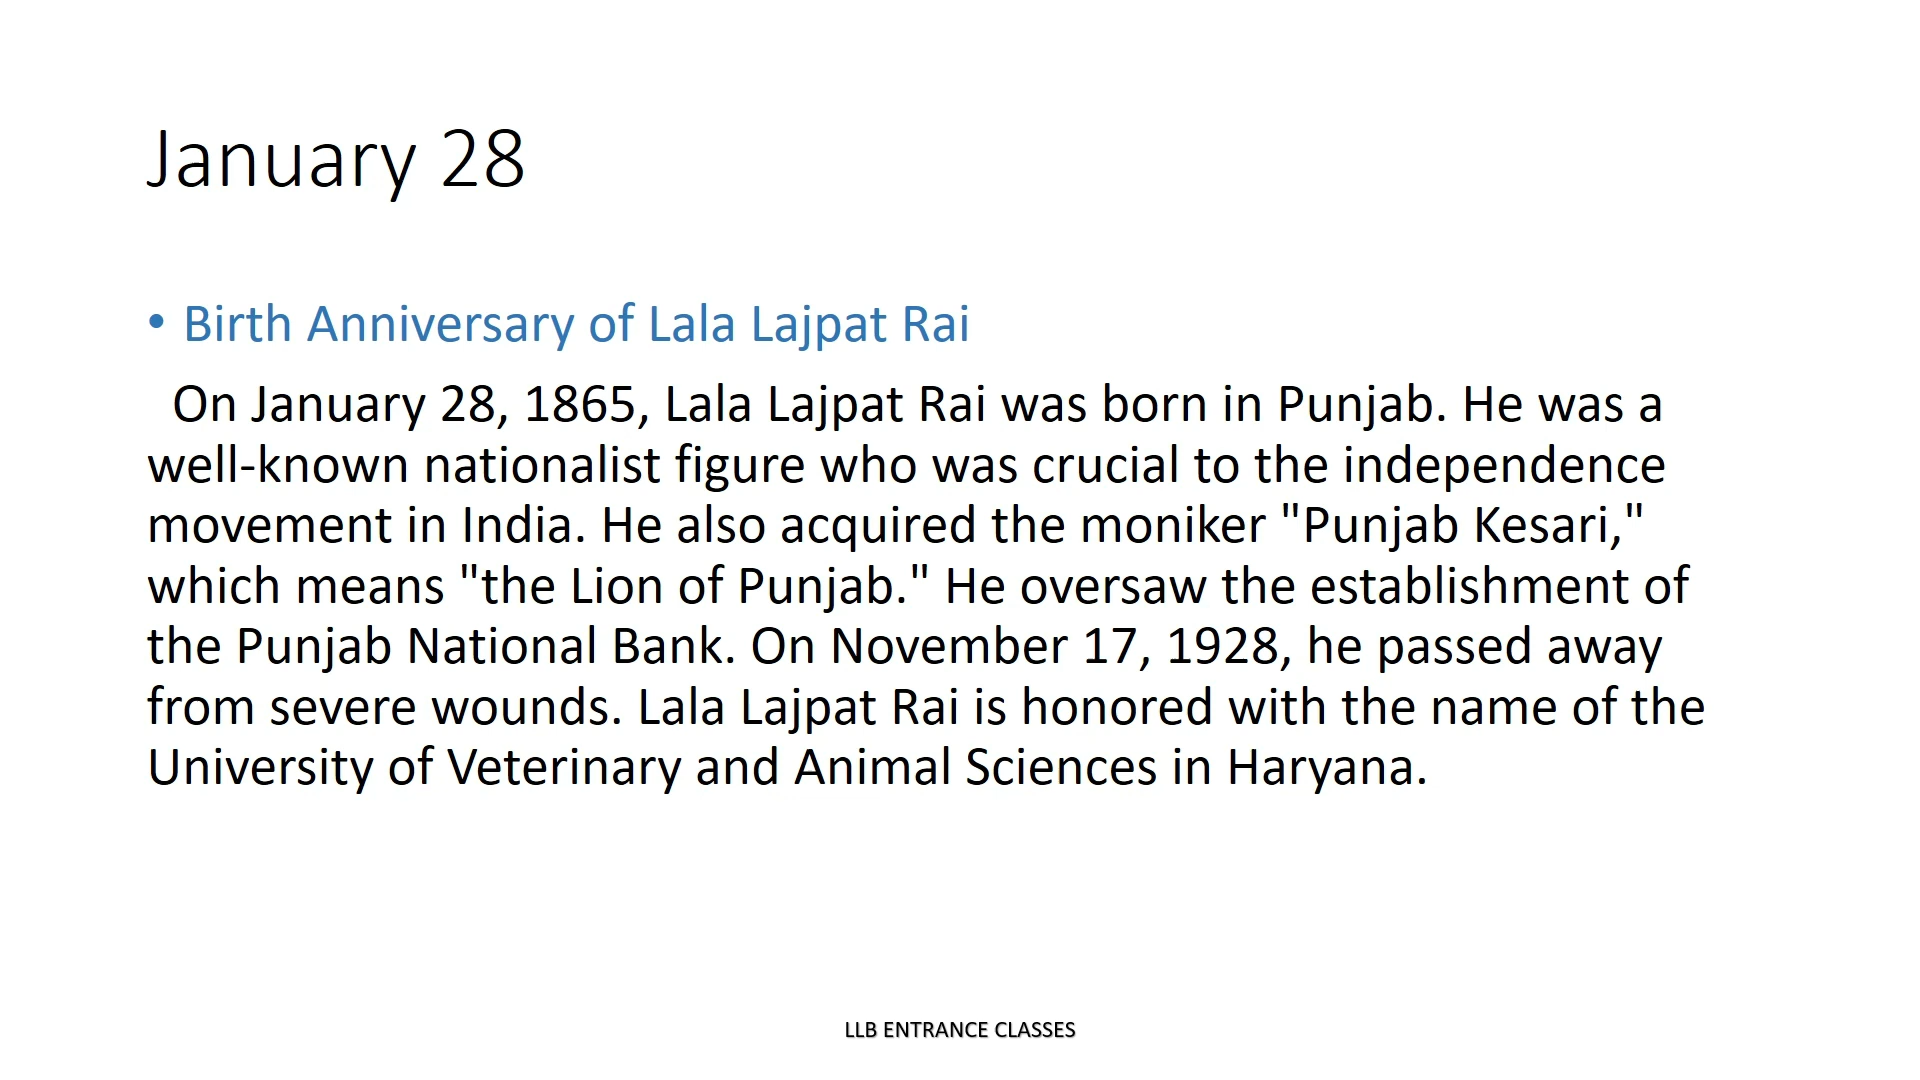 January 28
• Birth Anniversary of Lala Lajpat Rai
On January 28, 1865, Lala Lajpat Rai was born in Punjab. He was a
well-known nationalist figure who was crucial to the independence
movement in India. He also acquired the moniker "Punjab Kesari,"
which means "the Lion of Punjab." He oversaw the establishment of
the Punjab National Bank. On November 17, 1928, he passed away
from severe wounds. Lala Lajpat Rai is honored with the name of the
University of Veterinary and Animal Sciences in Haryana.
LLB ENTRANCE CLASSES